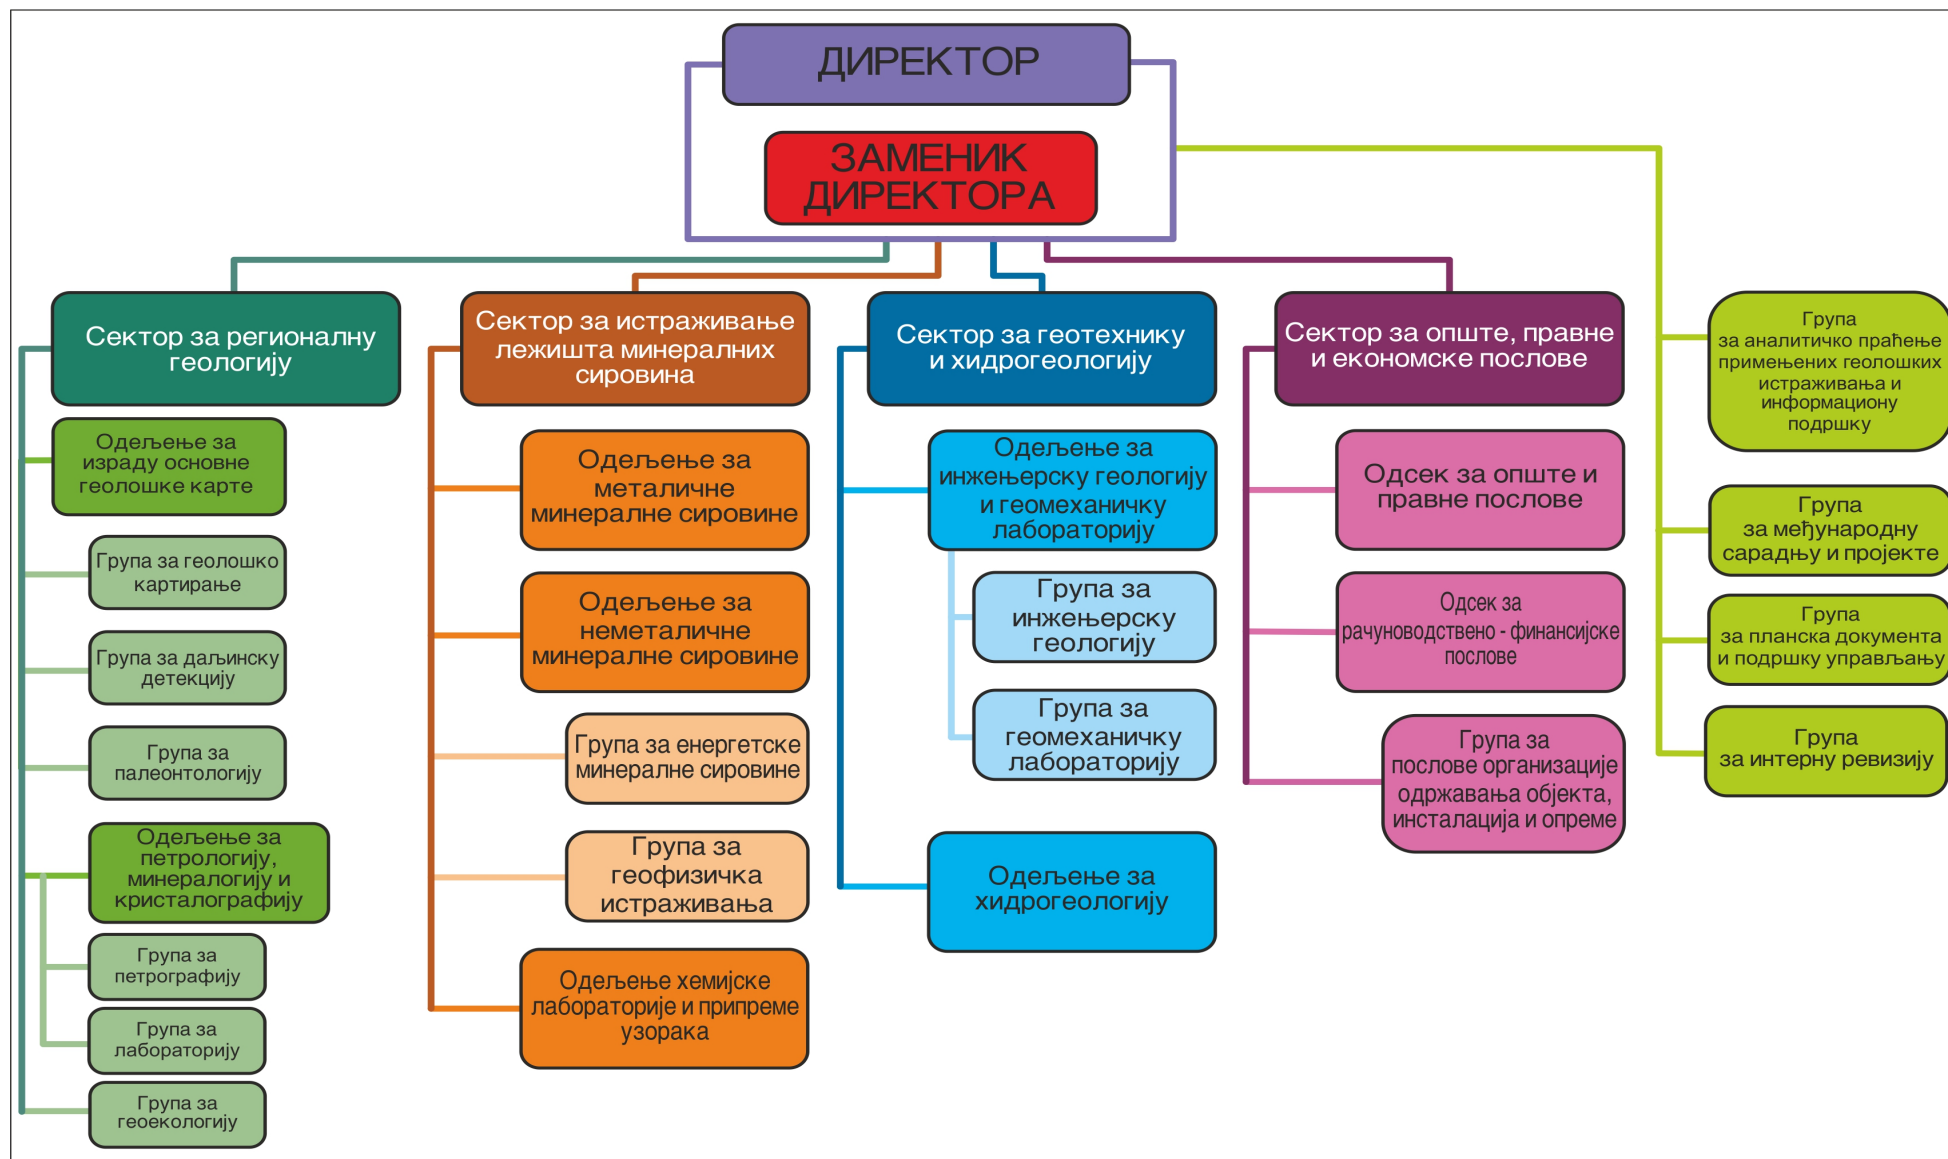 ДИРЕКТОР
ЗАМЕНИК
ДИРЕКТОРА
Сектор за регионалну
геологију
Одељење за
израду основне
геолошке карте
Група за геолошко
картирање
Група за даљинску
детекцију
Група за
палеонтологију
Одељење за
петрологију,
минералогију и
кристалографију
Група за
петрографију
Група за
лабораторију
Група за
геоекологију
Сектор за истраживање
лежишта минералних
сировина
Одељење за
металичне
минералне сировине
Одељење за
неметаличне
минералне сировине
Група за енергетске
минералне сировине
Група за
геофизичка
истраживања
Одељење хемијске
лабораторије и припреме
узорака
Сектор за геотехнику
и хидрогеологију
Одељење за
инжењерску геологију
и геомеханичку
лабораторију
Група за
инжењерску
геологију
Група за
геомеханичку
лабораторију
Одељење за
хидрогеологију
Сектор за опште, правне
и економске послове
Одсек за опште и
правне послове
Одсек за
рачуноводствено - финансијске
послове
Група за
послове организације
одржавања објекта,
инсталација и опреме
Група
за аналитичко праћење
примењених геолошких
истраживања и
информациону
подршку
Група
за међународну
сарадњу и пројекте
Група
за планска документа
и подршку управљању
Група
за интерну ревизију